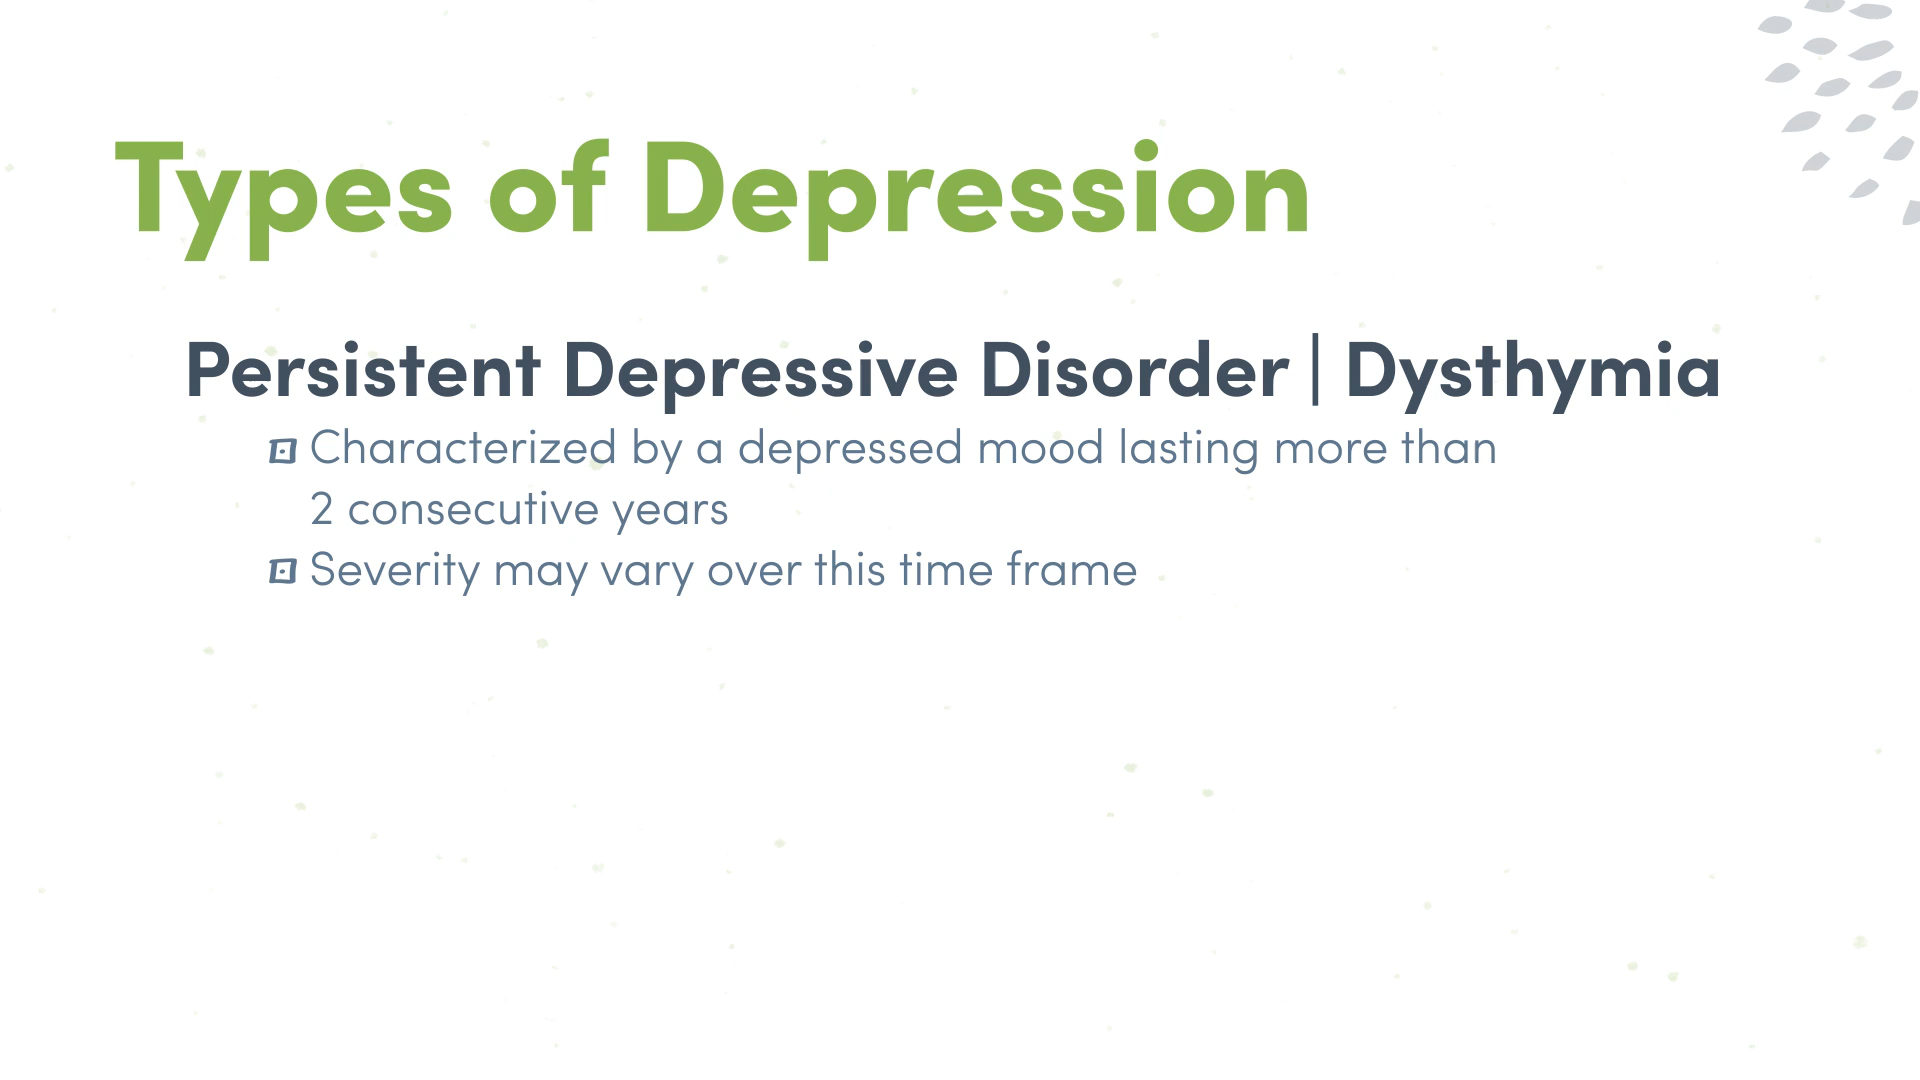 Types of Depression
Persistent Depressive Disorder | Dysthymia
Characterized by a depressed mood lasting more than
2 consecutive years
Severity may vary over this time frame